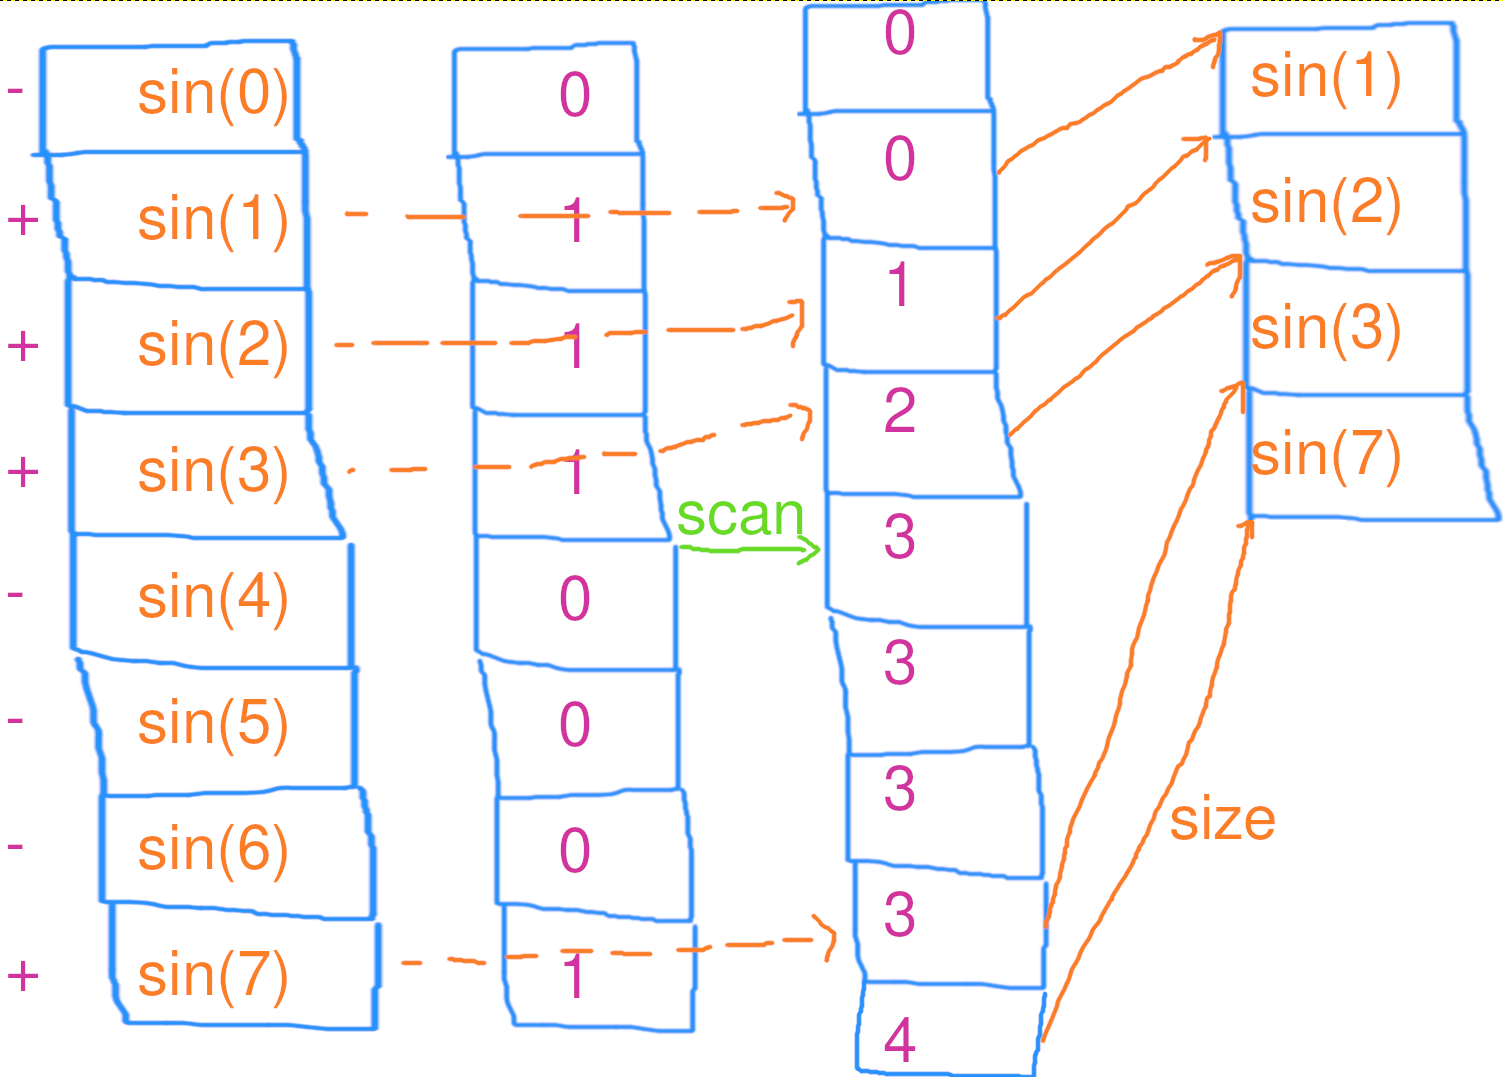 - sin(0) 0 0 sin(1)
+ sin(1) 1 0 sin(2)
+ sin(2) 1 1 sin(3)
+ sin(3) 1 2 sin(7)
scan
- sin(4) 0 3
- sin(5) 0 3
- sin(6) 0 3
size
+ sin(7) 1 3
4